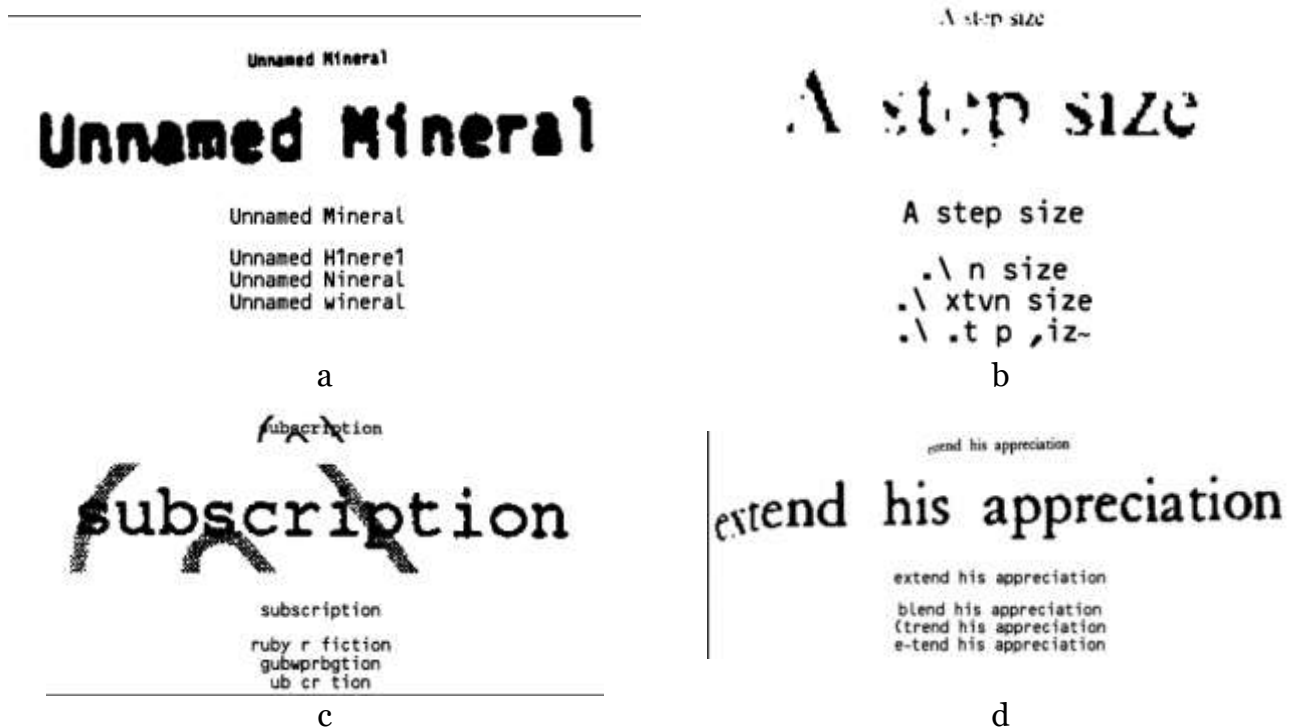 Unnamed Mineral
Unnamed Mineral
Unnamed Mineral
Unnamed H1nere1
Unnamed Nineral
Unnamed wineral
a
A step size
A step size
A step size
.\ n size
.\ xtvn size
.\ .t p ,iz~
b
subscription
subscription
subscription
ruby r fiction
gubwprbgtion
ub cr tion
c
extend his appreciation
extend his appreciation
extend his appreciation
blend his appreciation
(trend his appreciation
e-tend his appreciation
d